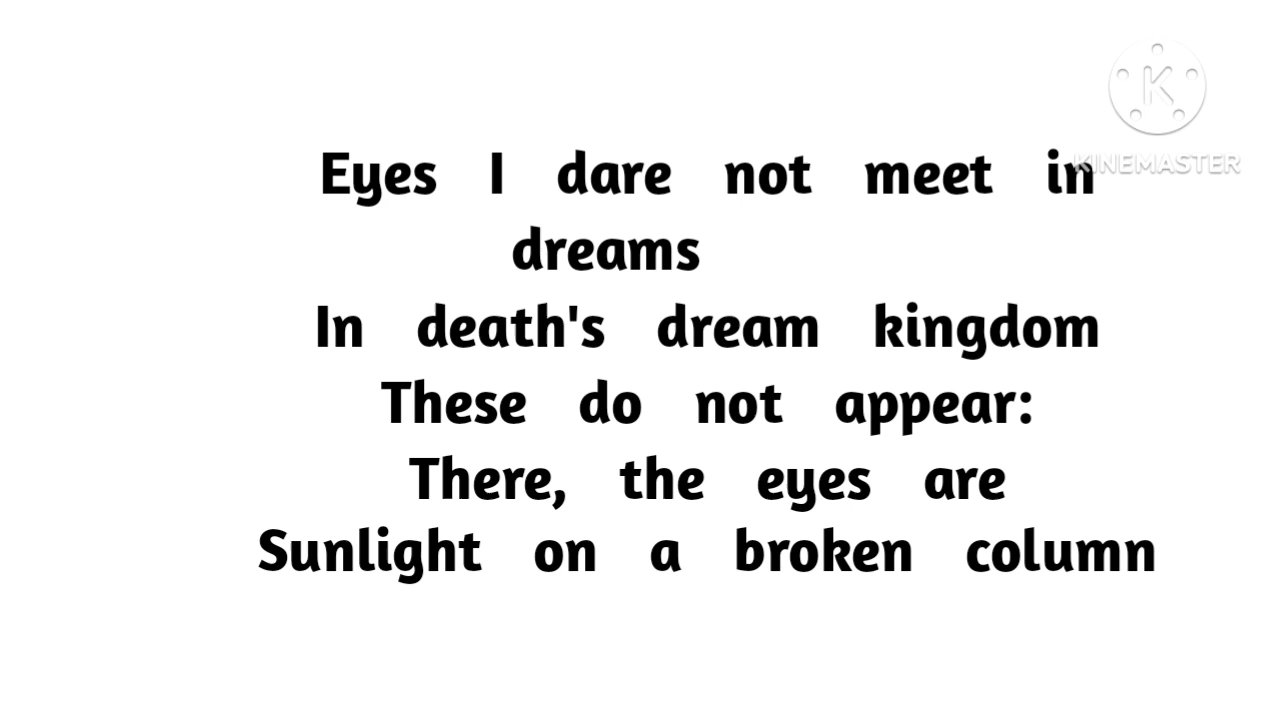 KINEMASTER
Eyes I dare not meet in
dreams
In death's dream kingdom
These do not appear:
There, the eyes are
Sunlight on a broken column